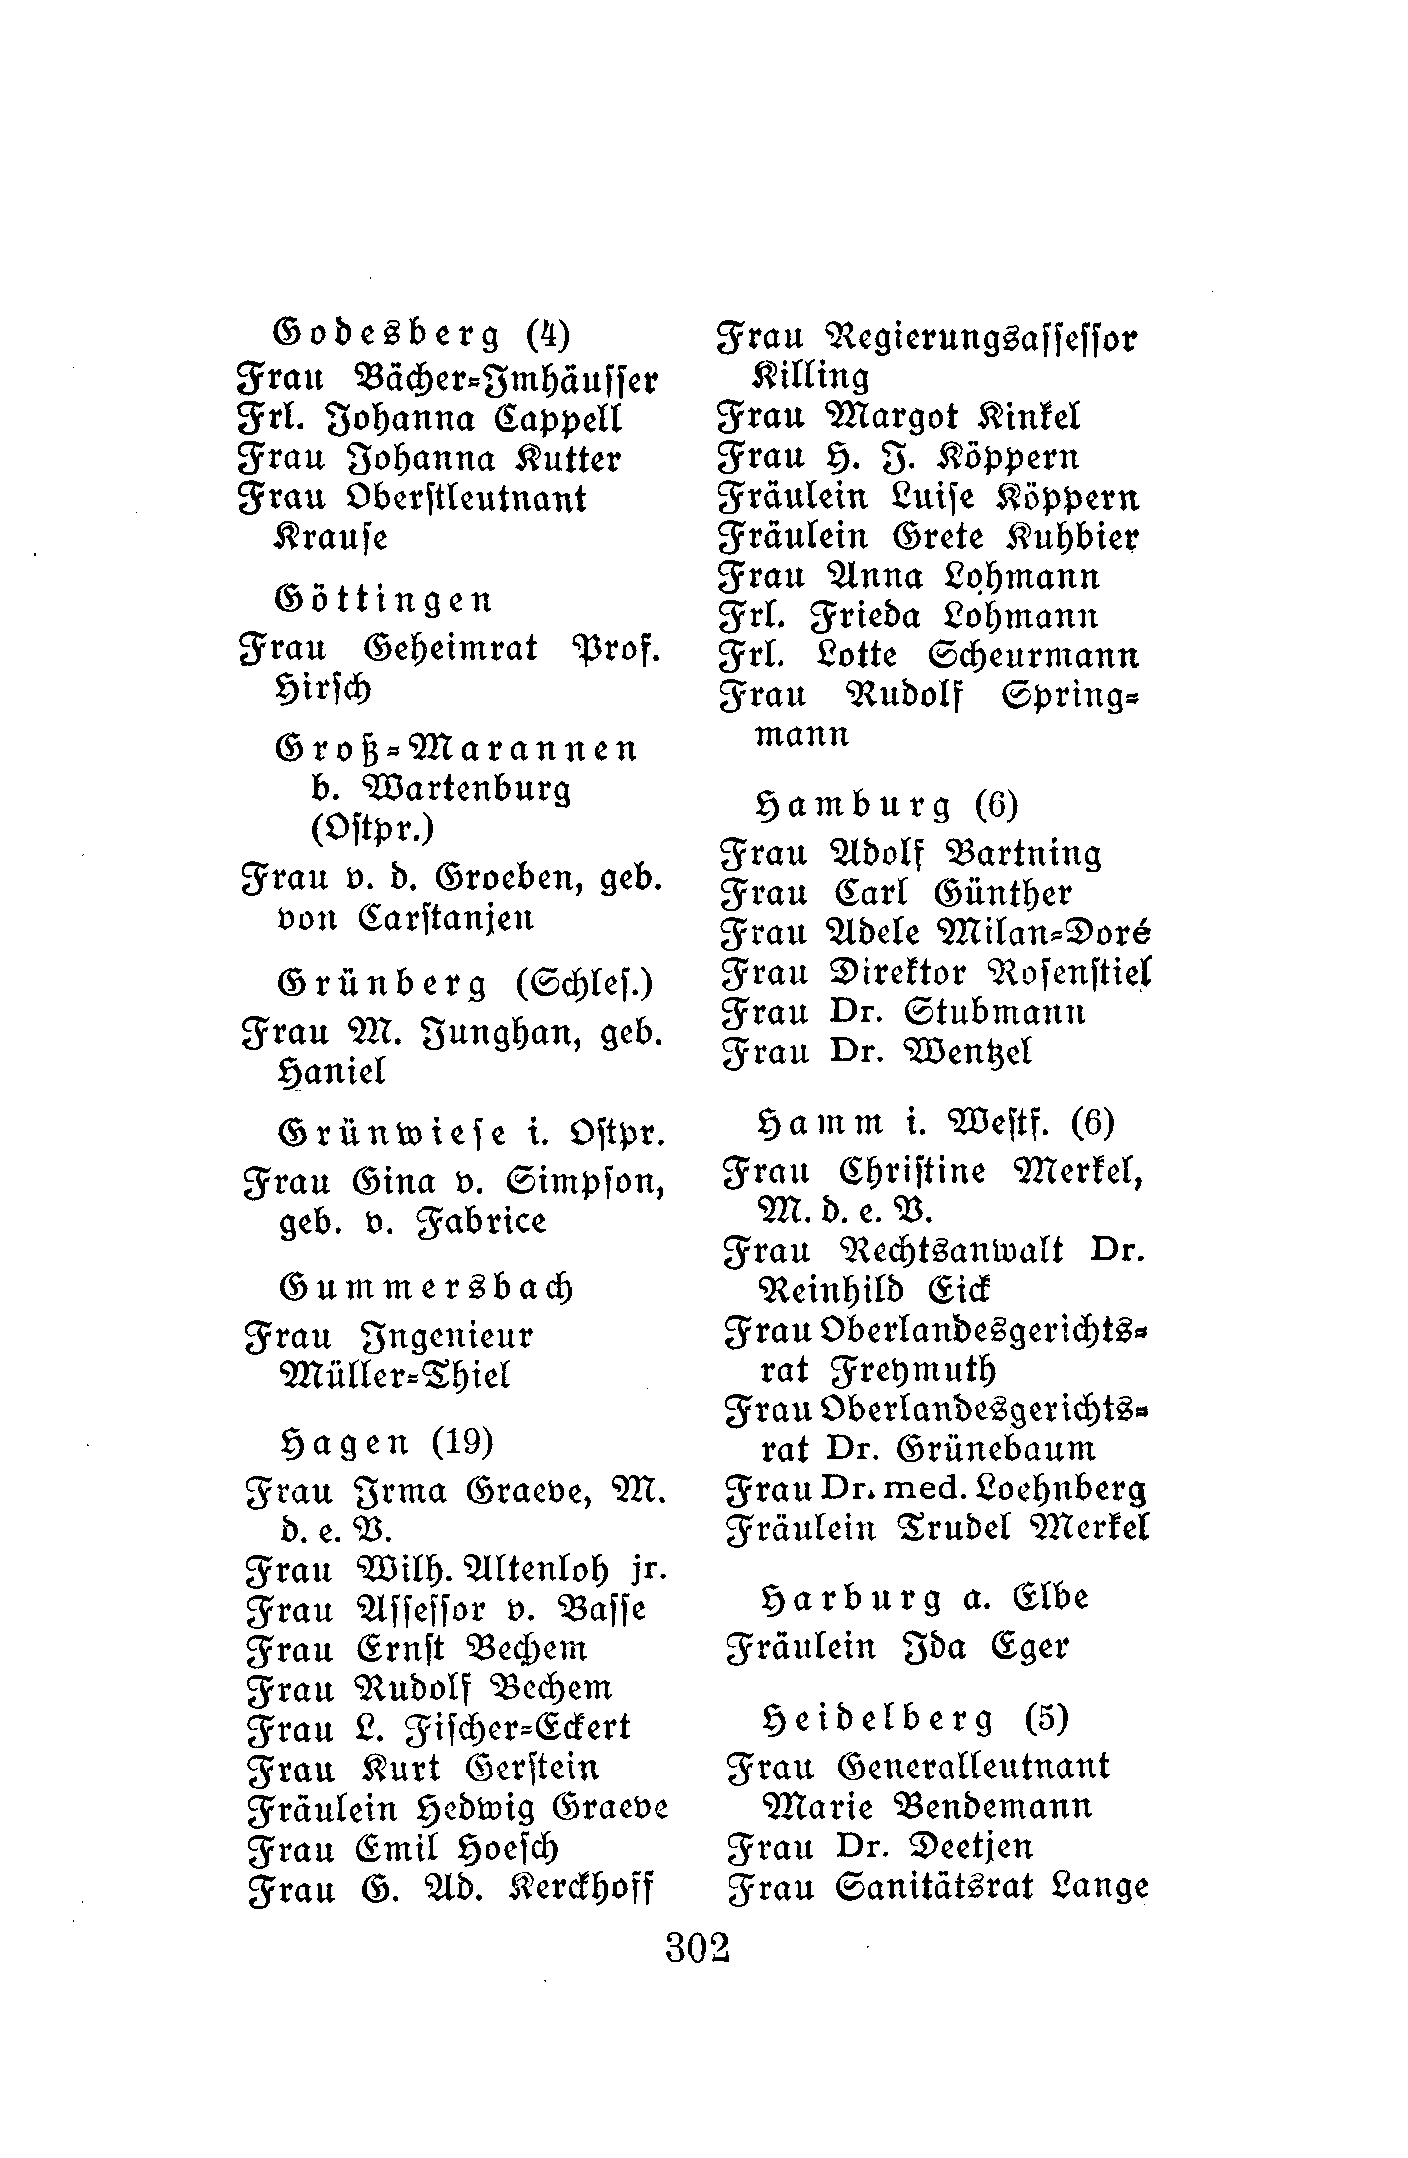 Godesberg (4)
Frau Bächer-Imhäusser
Frl. Johanna Cappell
Frau Johanna Kutter
Frau Oberstleutnant
Krause
Göttingen
Frau Geheimrat Prof.
Hirsch
Groß-Marannen
b. Wartenburg
(Ostpr.)
Frau v. d. Groeben, geb.
von Carstanjen
Grünberg (Schles.)
Frau M. Junghan, geb.
Haniel
Grünwiese i. Ostpr.
Frau Gina v. Simpson,
geb. v. Fabrice
Gummersbach
Frau Ingenieur
Müller-Thiel
Hagen (19)
Frau Irma Graeve, M.
d. e. V.
Frau Wilh. Altenloh jr.
Frau Assessor v. Basse
Frau Ernst Bechem
Frau Rudolf Bechem
Frau L. Fischer-Eckert
Frau Kurt Gerstein
Fräulein Hedwig Graeve
Frau Emil Hoesch
Frau G. Ad. Kerckhoff
Frau Regierungsassessor
Killing
Frau Margot Kinkel
Frau H. J. Köppern
Fräulein Luise Köppern
Fräulein Grete Kuhbier
Frau Anna Lohmann
Frl. Frieda Lohmann
Frl. Lotte Scheurmann
Frau Rudolf Spring-
mann
Hamburg (6)
Frau Adolf Bartning
Frau Carl Günther
Frau Adele Milan-Doré
Frau Direktor Rosenstiel
Frau Dr. Stubmann
Frau Dr. Wentzel
Hamm i. Westf. (6)
Frau Christine Merkel,
M. d. e. V.
Frau Rechtsanwalt Dr.
Reinhild Eick
Frau Oberlandesgerichts-
rat Freymuth
Frau Oberlandesgerichts-
rat Dr. Grünebaum
Frau Dr. med. Loehnberg
Fräulein Trudel Merkel
Harburg a. Elbe
Fräulein Ida Eger
Heidelberg (5)
Frau Generalleutnant
Marie Bendemann
Frau Dr. Deetjen
Frau Sanitätsrat Lange
302